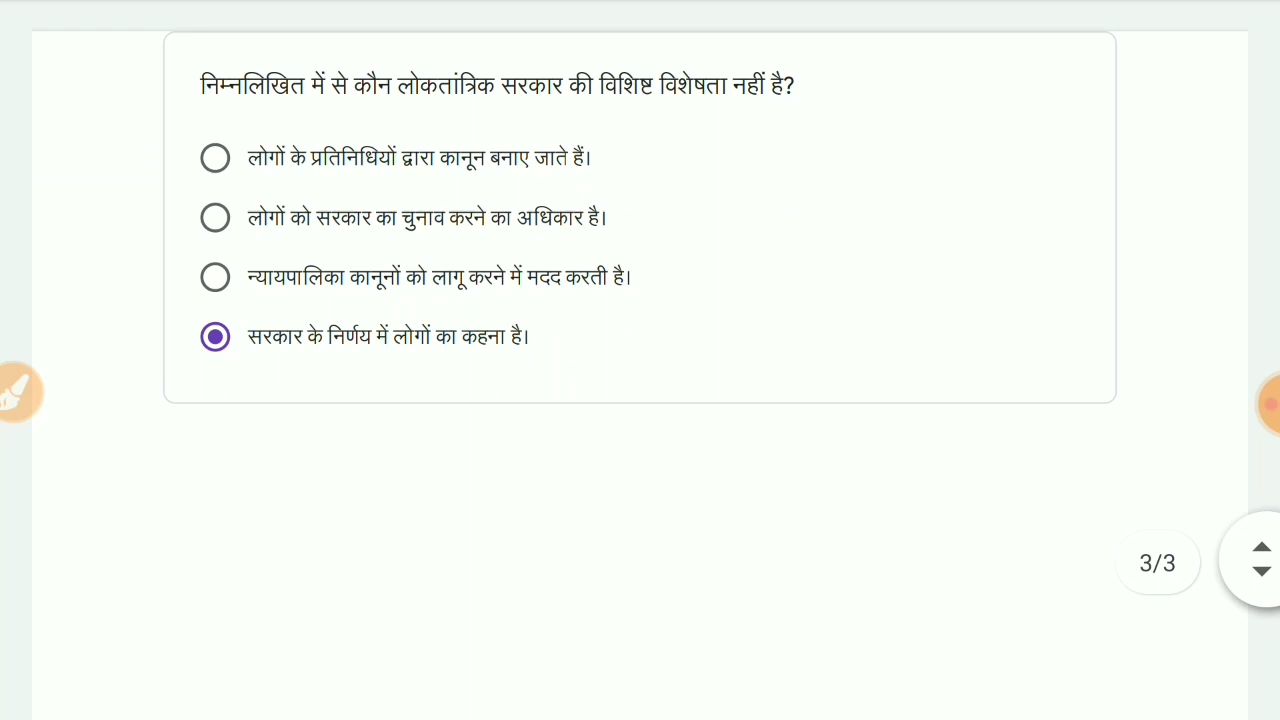 निम्नलिखित में से कौन लोकतांत्रिक सरकार की विशिष्ट विशेषता नहीं है?
लोगों के प्रतिनिधियों द्वारा कानून बनाए जाते हैं।
लोगों को सरकार का चुनाव करने का अधिकार है।
न्यायपालिका कानूनों को लागू करने में मदद करती है।
सरकार के निर्णय में लोगों का कहना है।
3/3